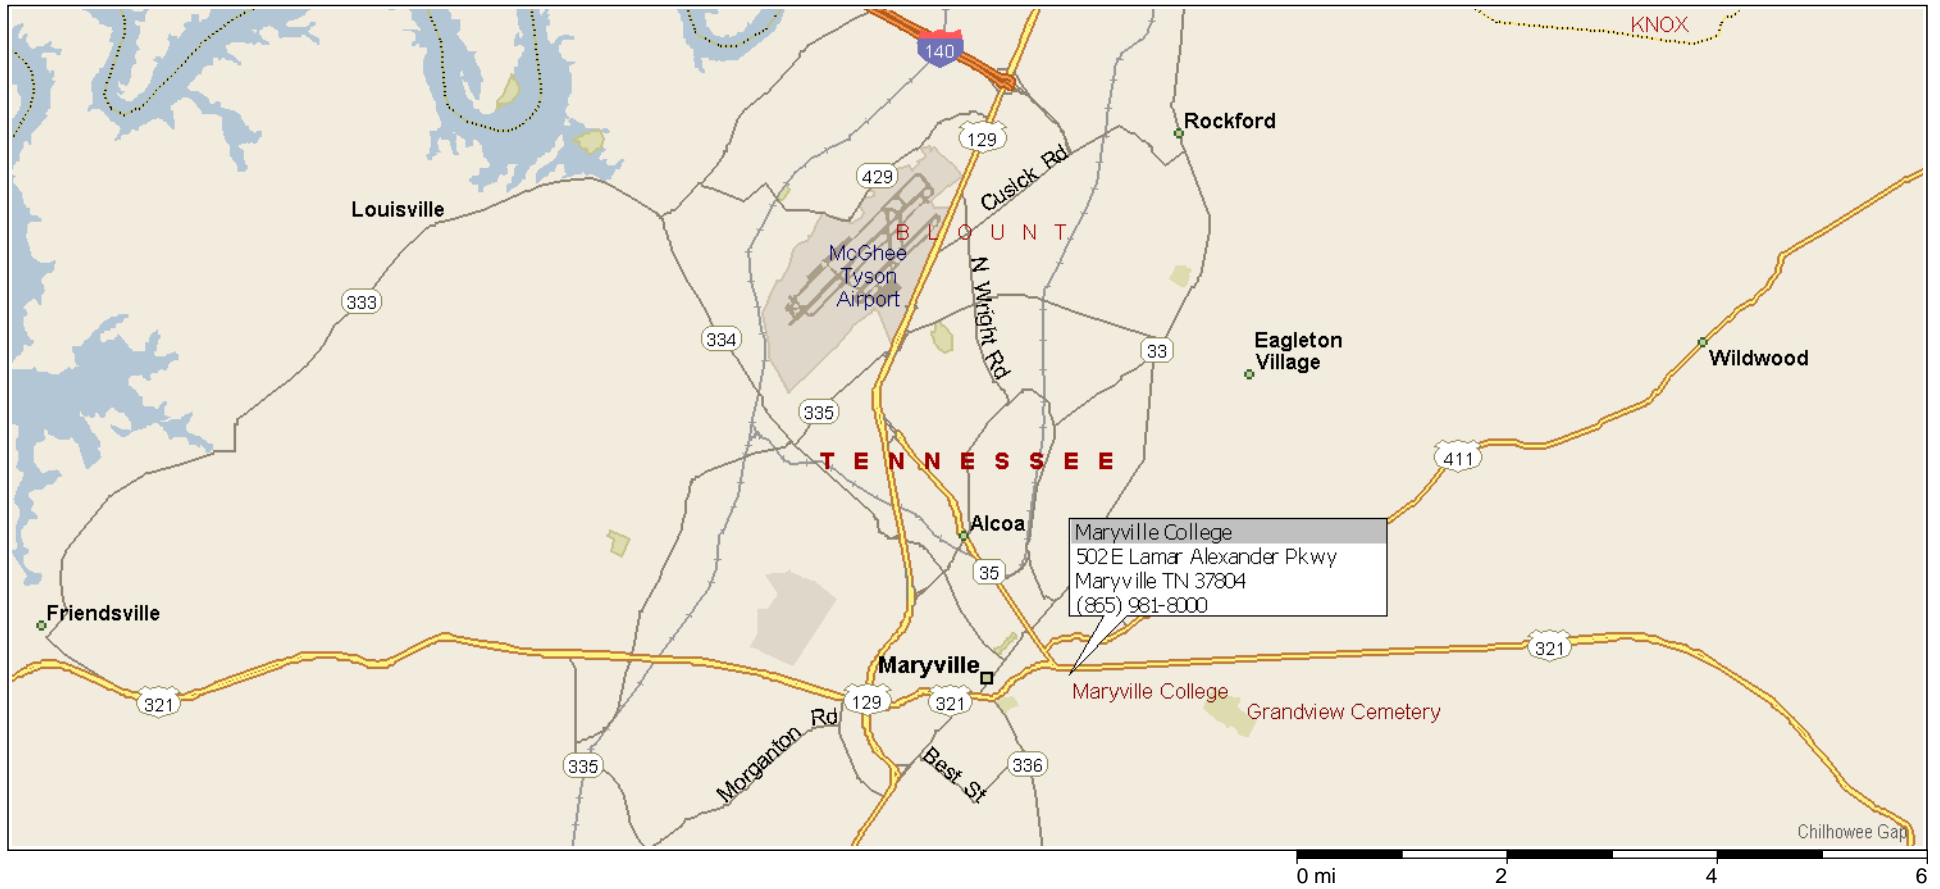 KNOX
140
129
Rockford
429
Cusick Rd
Louisville
BLOUNT
McGhee
Tyson
Airport
N Wright Rd
333
334
33
Eagleton
Village
Wildwood
335
TENNESSEE
411
Alcoa
Maryville College
502 E Lamar Alexander Pkwy
Maryville TN 37804
(865) 981-8000
35
Friendsville
321
Maryville
321
129
321
Maryville College
Grandview Cemetery
Morganton Rd
335
Best St
336
Chilhowee Gap
0 mi 2 4 6